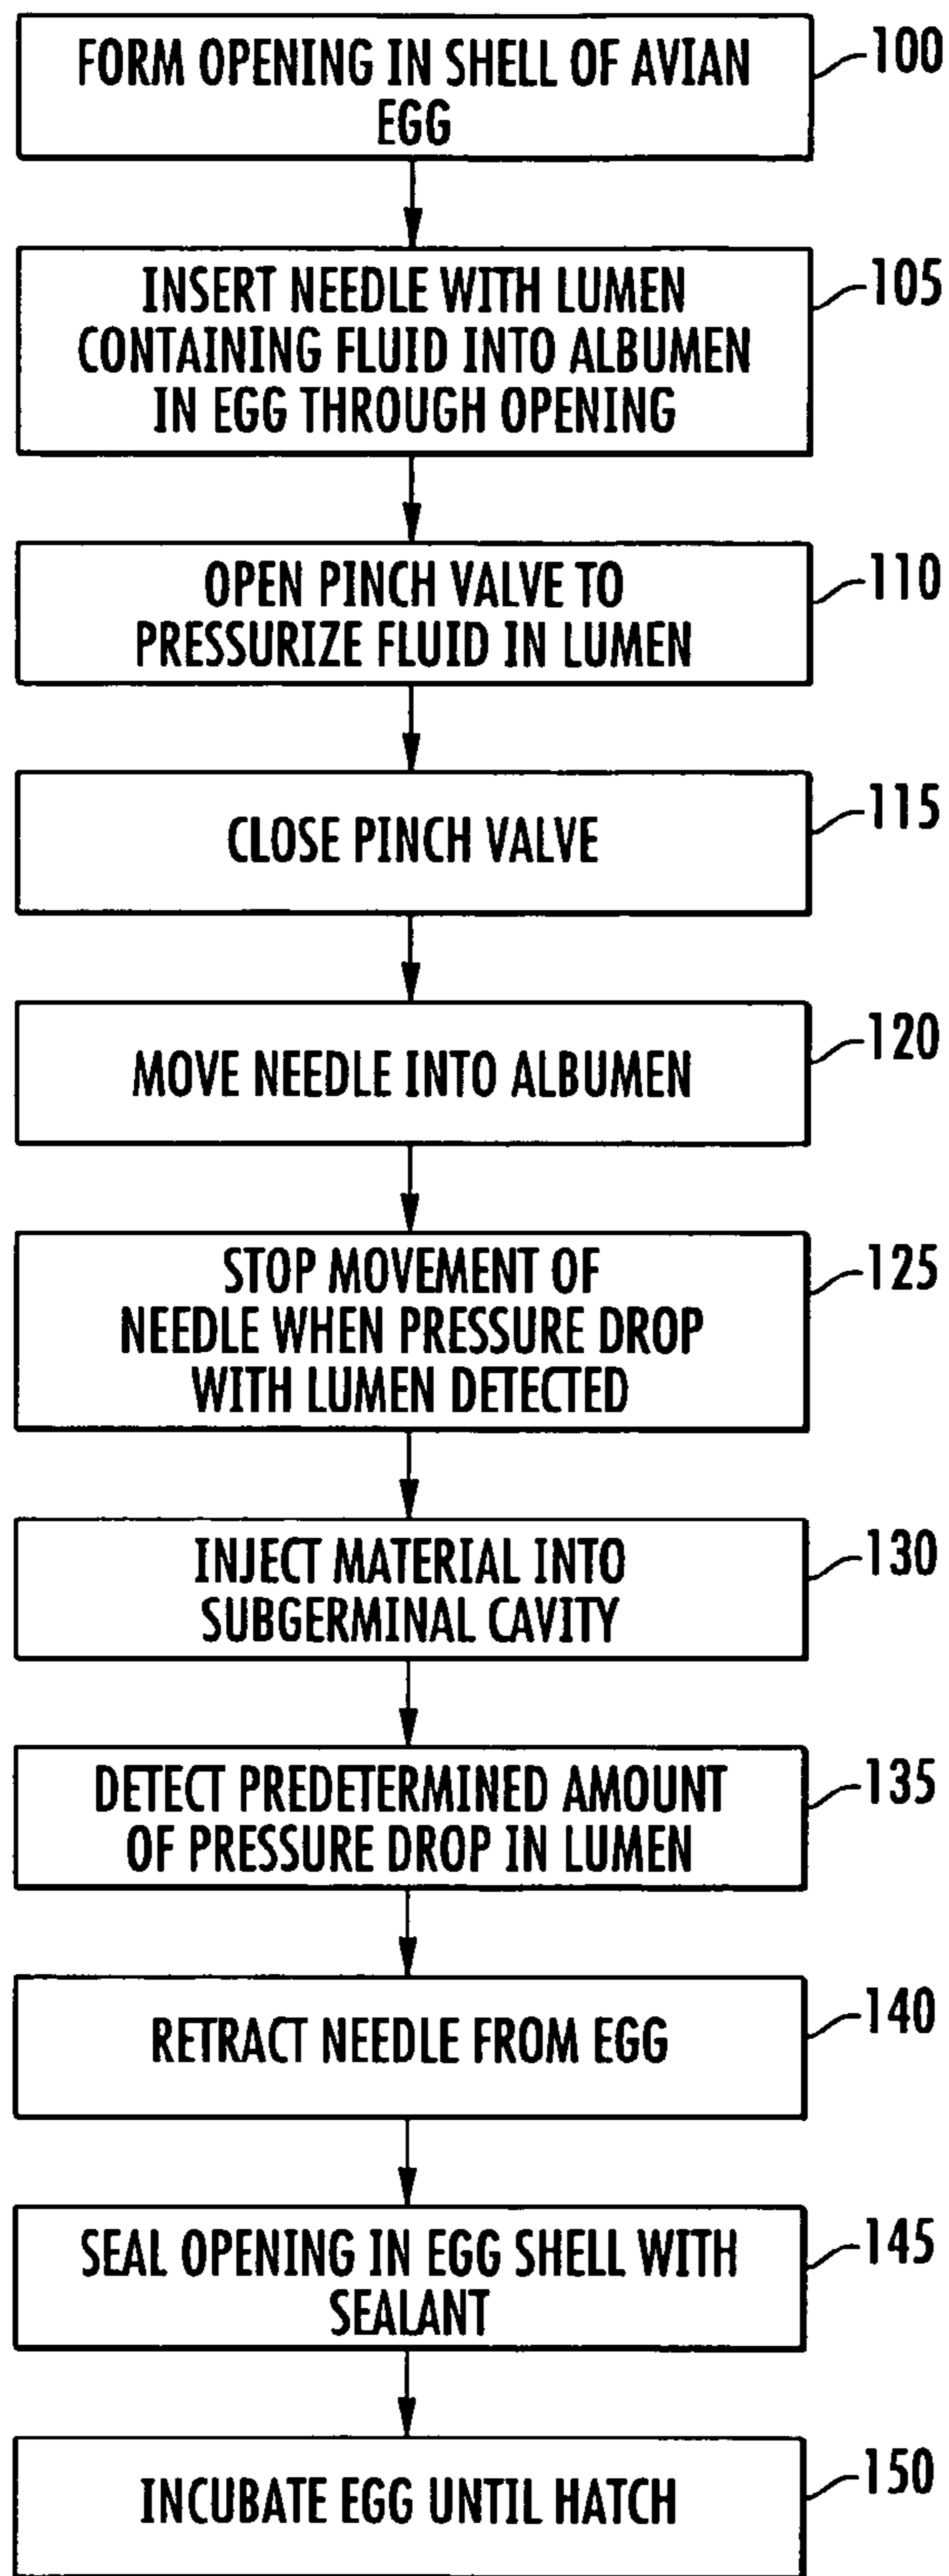 FORM OPENING IN SHELL OF AVIAN
EGG
100
INSERT NEEDLE WITH LUMEN
CONTAINING FLUID INTO ALBUMEN
IN EGG THROUGH OPENING
105
OPEN PINCH VALVE TO
PRESSURIZE FLUID IN LUMEN
110
CLOSE PINCH VALVE
115
MOVE NEEDLE INTO ALBUMEN
120
STOP MOVEMENT OF
NEEDLE WHEN PRESSURE DROP
WITH LUMEN DETECTED
125
INJECT MATERIAL INTO
SUBGERMINAL CAVITY
130
DETECT PREDETERMINED AMOUNT
OF PRESSURE DROP IN LUMEN
135
RETRACT NEEDLE FROM EGG
140
SEAL OPENING IN EGG SHELL WITH
SEALANT
145
INCUBATE EGG UNTIL HATCH
150